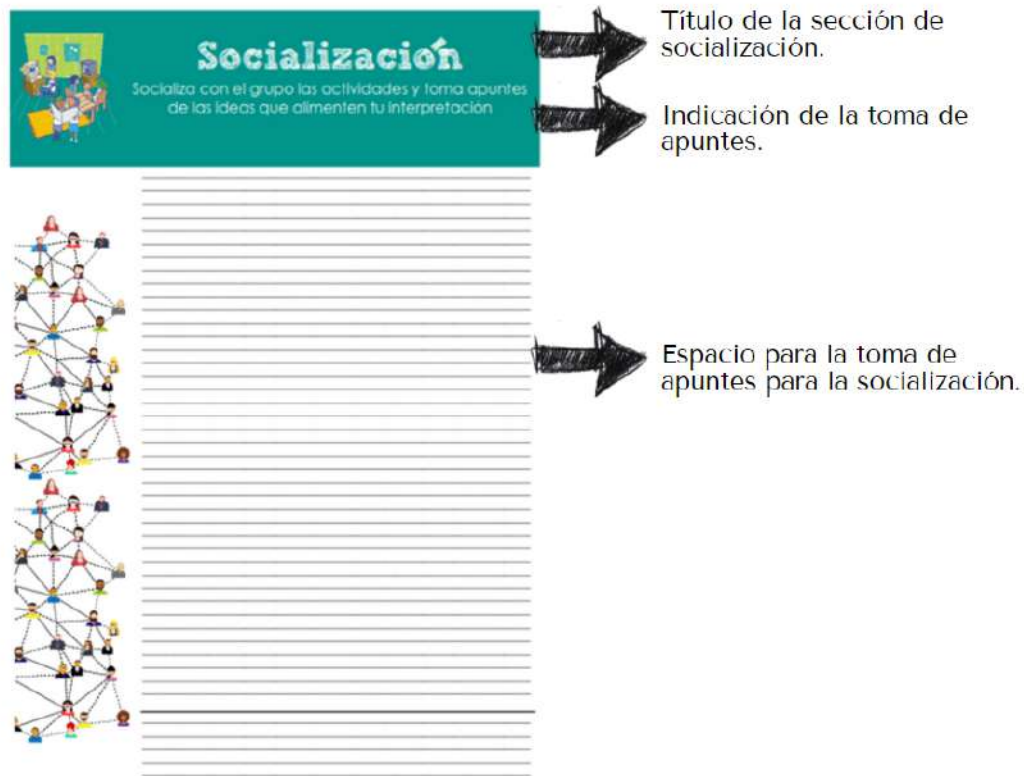 Socialización
Socializa con el grupo las actividades y toma apuntes
de las ideas que alimenten tu interpretación
Título de la sección de
socialización.
Indicación de la toma de
apuntes.
Espacio para la toma de
apuntes para la socialización.